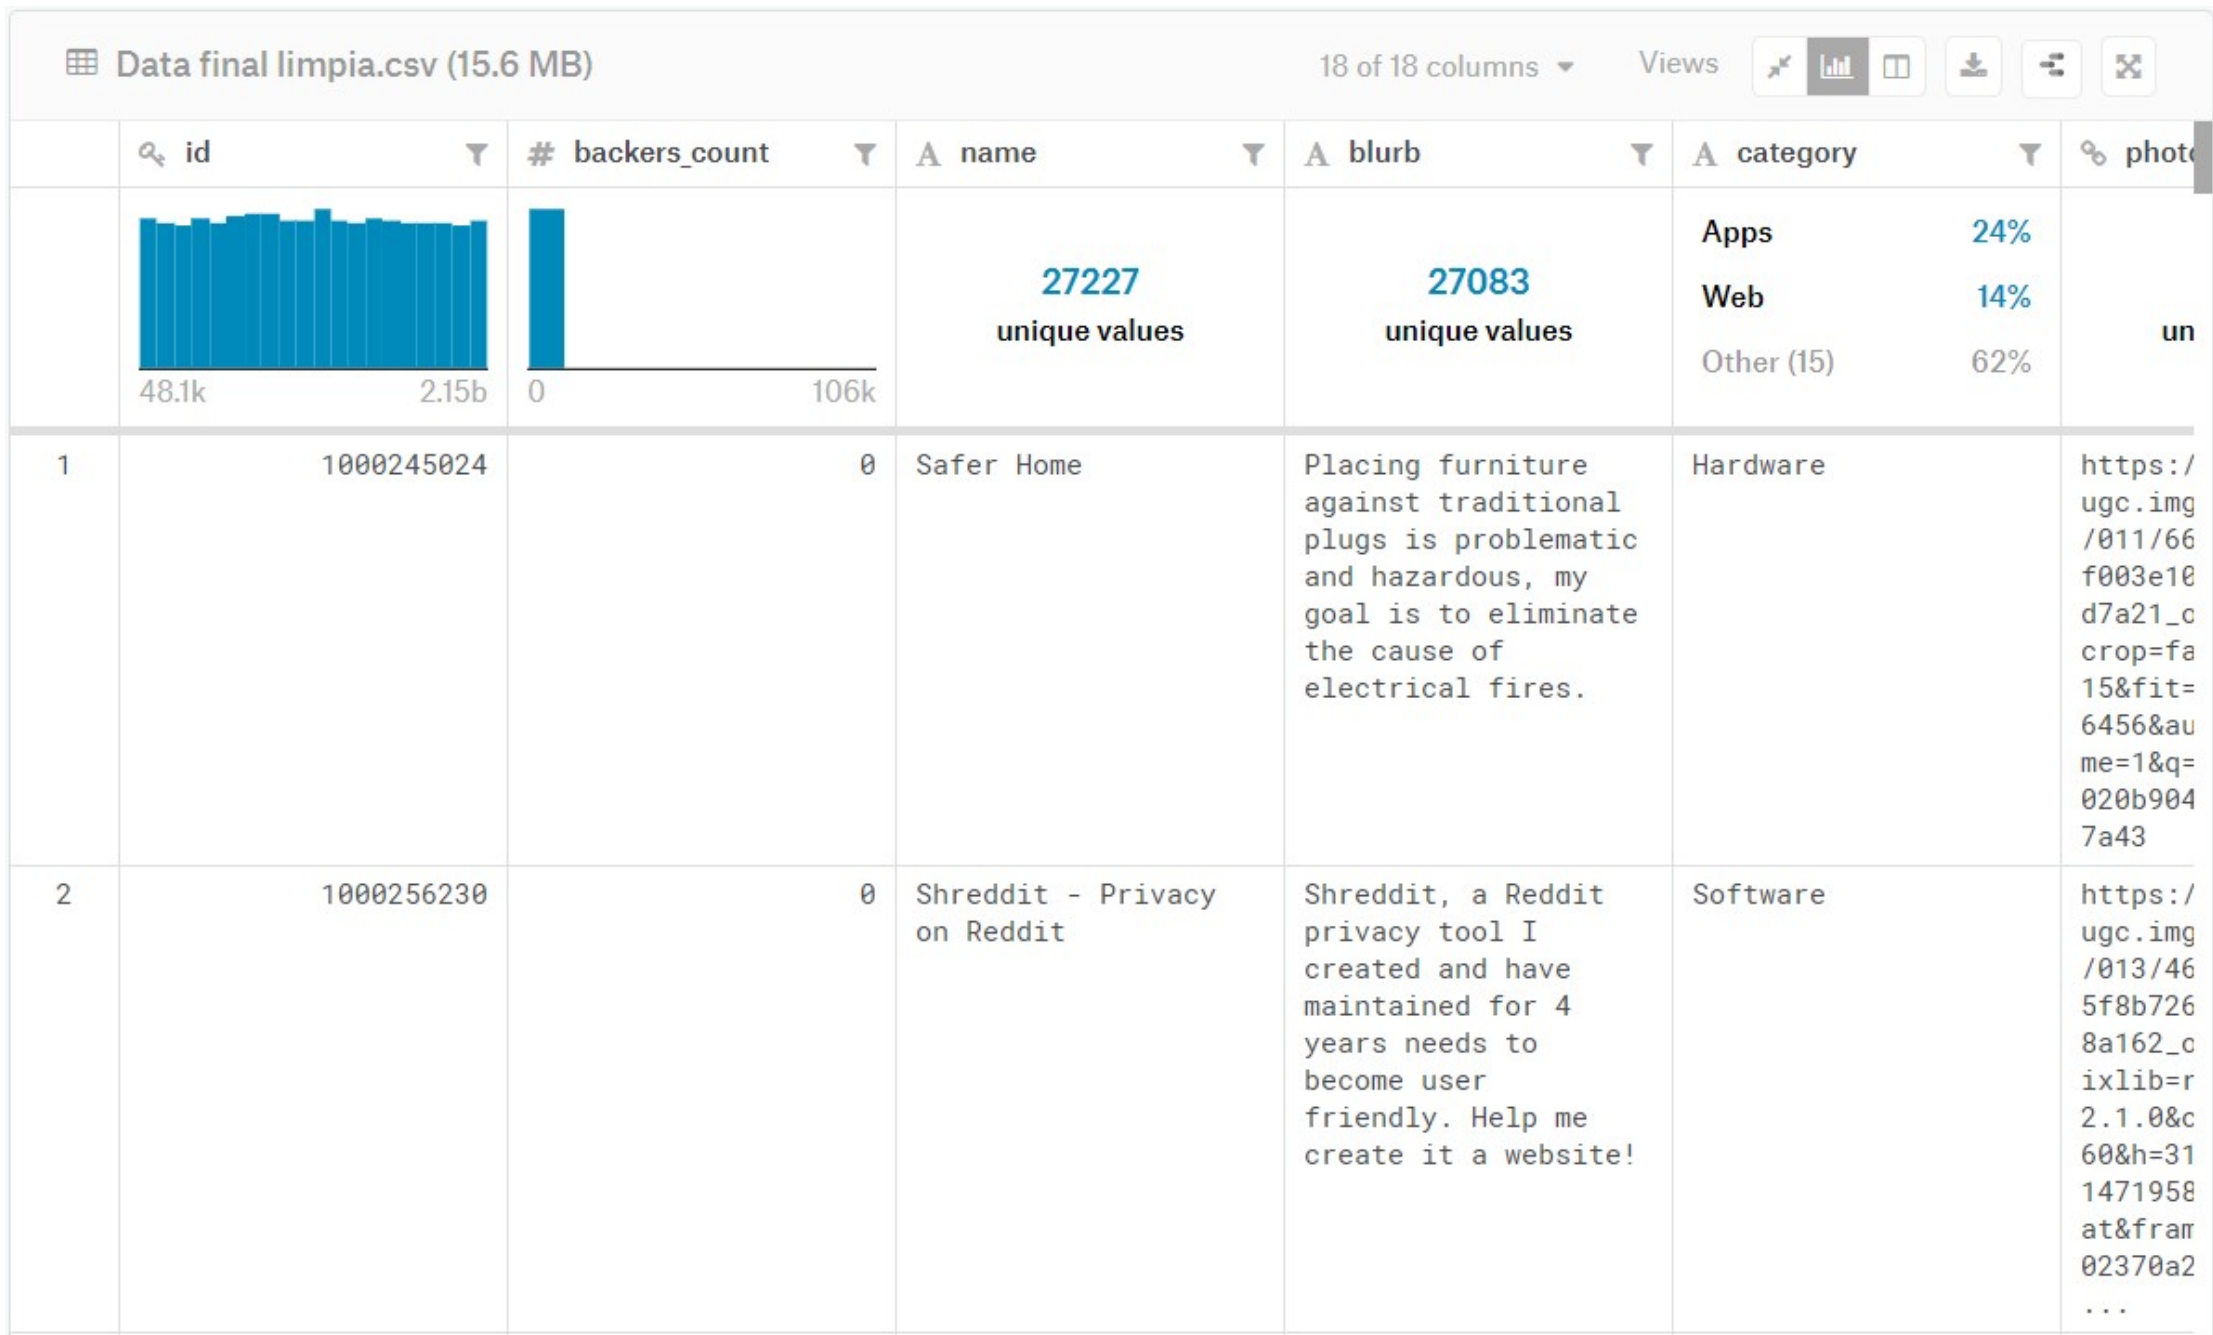 Data final limpia.csv (15.6 MB)
18 of 18 columns
Views
id
# backers_count
A name
A blurb
A category
48.1k 2.15b
0 106k
27227
unique values
27083
unique values
Apps 24%
Web 14%
Other (15) 62%
un
1
1000245024
0
Safer Home
Placing furniture
against traditional
plugs is problematic
and hazardous, my
goal is to eliminate
the cause of
electrical fires.
Hardware
https:/
ugc.img
/011/66
f003e10
d7a21_o
crop=fa
15&fit=
6456&au
me=1&q=
020b904
7a43
2
1000256230
0
Shreddit - Privacy
on Reddit
Shreddit, a Reddit
privacy tool I
created and have
maintained for 4
years needs to
become user
friendly. Help me
create it a website!
Software
https:/
ugc.img
/013/46
5f8b726
8a162_o
ixlib=r
2.1.0&c
60&h=31
1471958
at&fram
02370a2
...